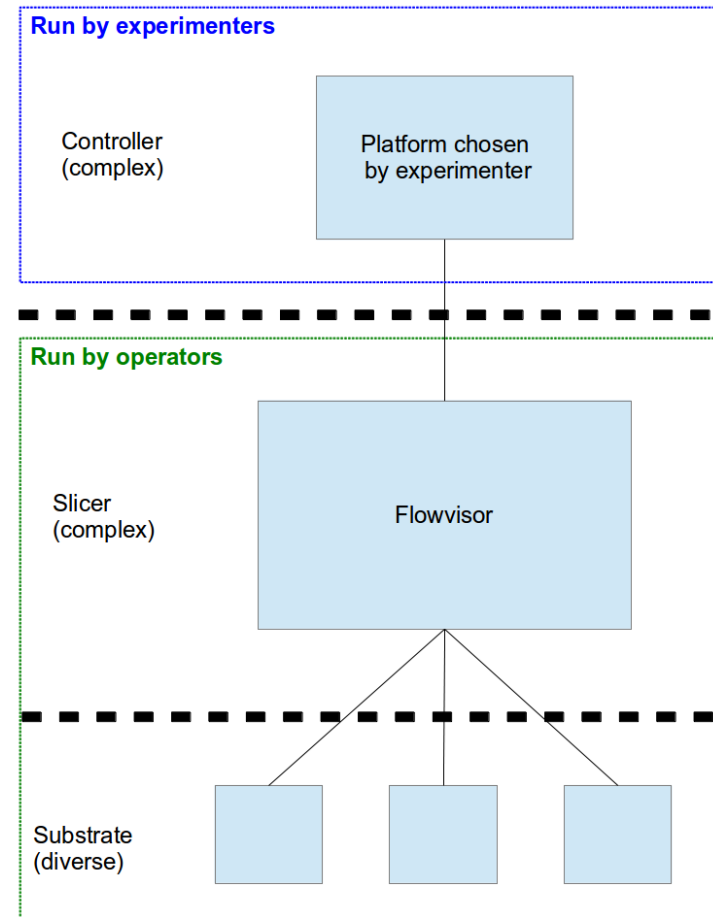 Run by experimenters
Controller
(complex)
Platform chosen
by experimenter
Run by operators
Slicer
(complex)
Flowvisor
Substrate
(diverse)